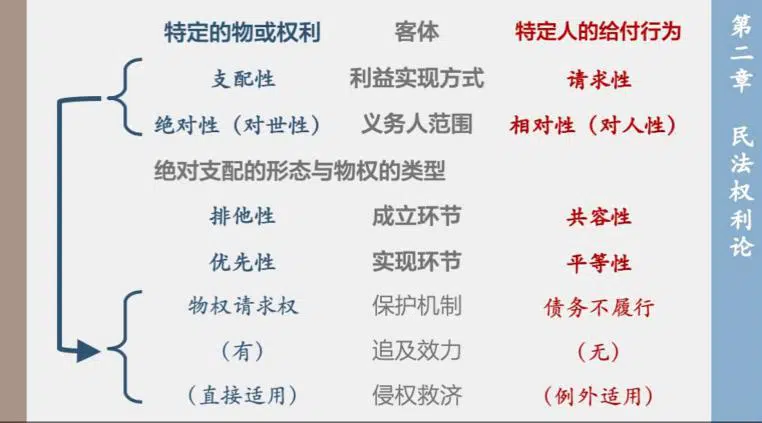 特定的物或权利 客体 特定人的给付行为
支配性 利益实现方式 请求性
绝对性（对世性） 义务人范围 相对性（对人性）
绝对支配的形态与物权的类型
排他性 成立环节 共容性
优先性 实现环节 平等性
物权请求权 保护机制 债务不履行
（有） 追及效力 （无）
（直接适用） 侵权救济 （例外适用）
第二章 民法权利论